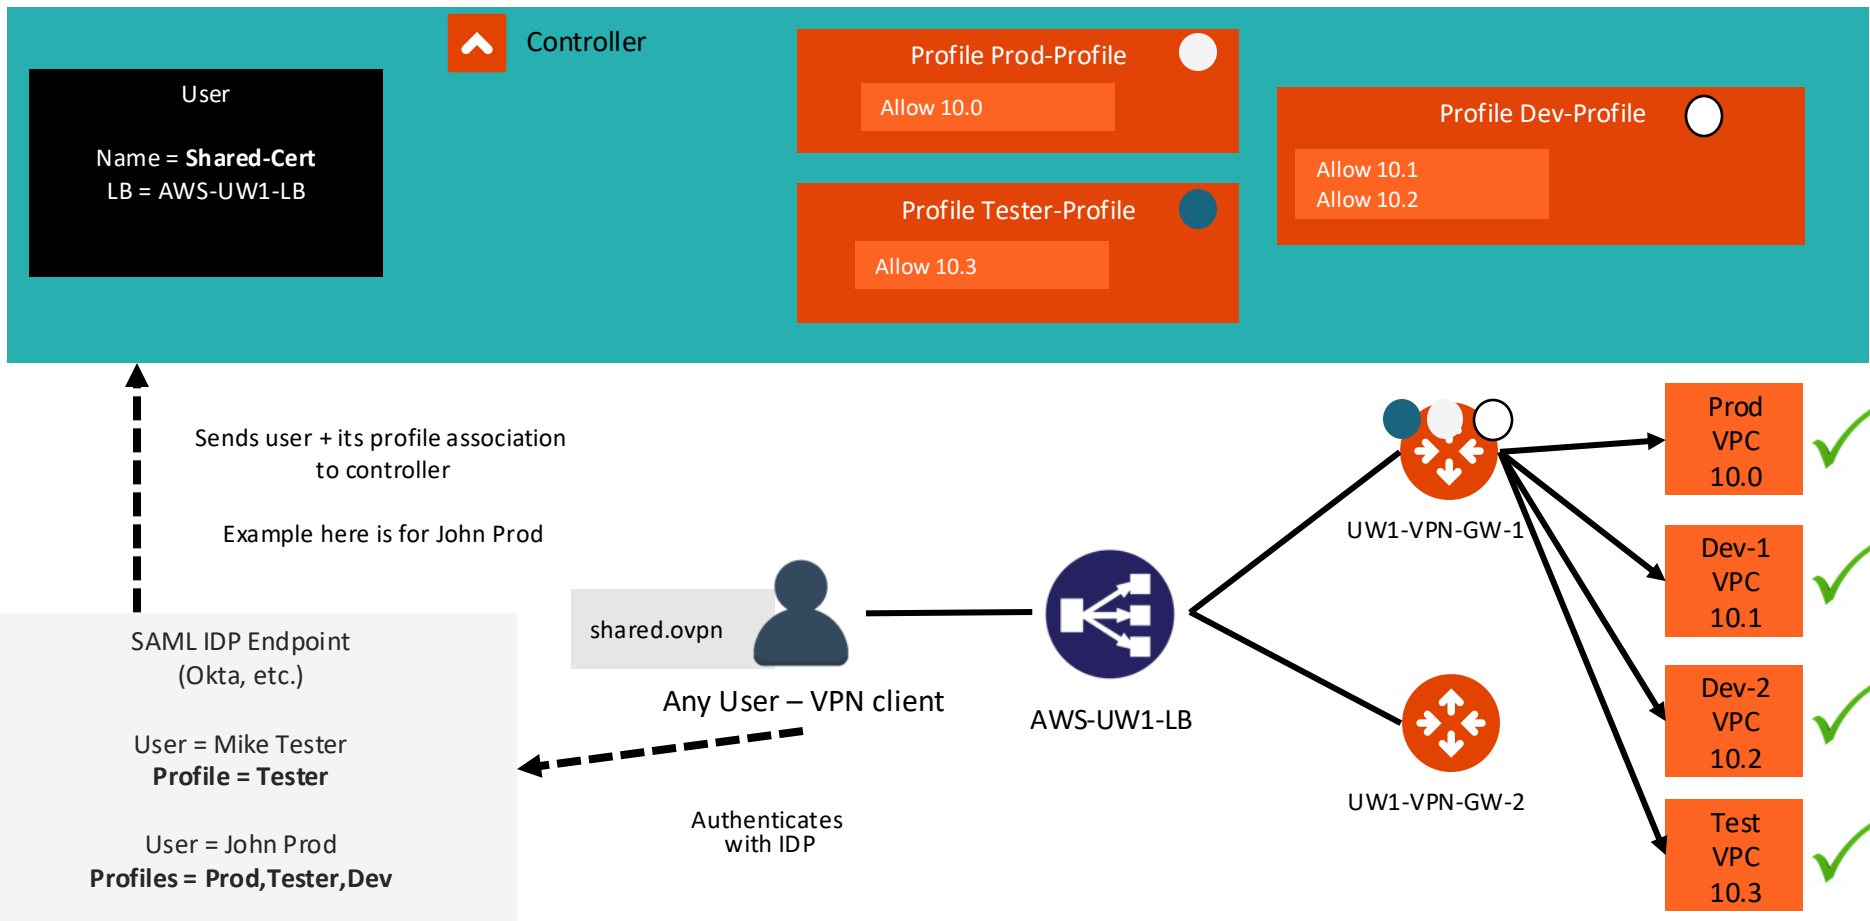 Controller
User
Name = Shared-Cert
LB = AWS-UW1-LB
Profile Prod-Profile
Allow 10.0
Profile Dev-Profile
Allow 10.1
Allow 10.2
Profile Tester-Profile
Allow 10.3
Sends user + its profile association
to controller
Example here is for John Prod
SAML IDP Endpoint
(Okta, etc.)
User = Mike Tester
Profile = Tester
User = John Prod
Profiles = Prod,Tester,Dev
shared.ovpn
Any User – VPN client
Authenticates
with IDP
AWS-UW1-LB
UW1-VPN-GW-1
UW1-VPN-GW-2
Prod
VPC
10.0
Dev-1
VPC
10.1
Dev-2
VPC
10.2
Test
VPC
10.3